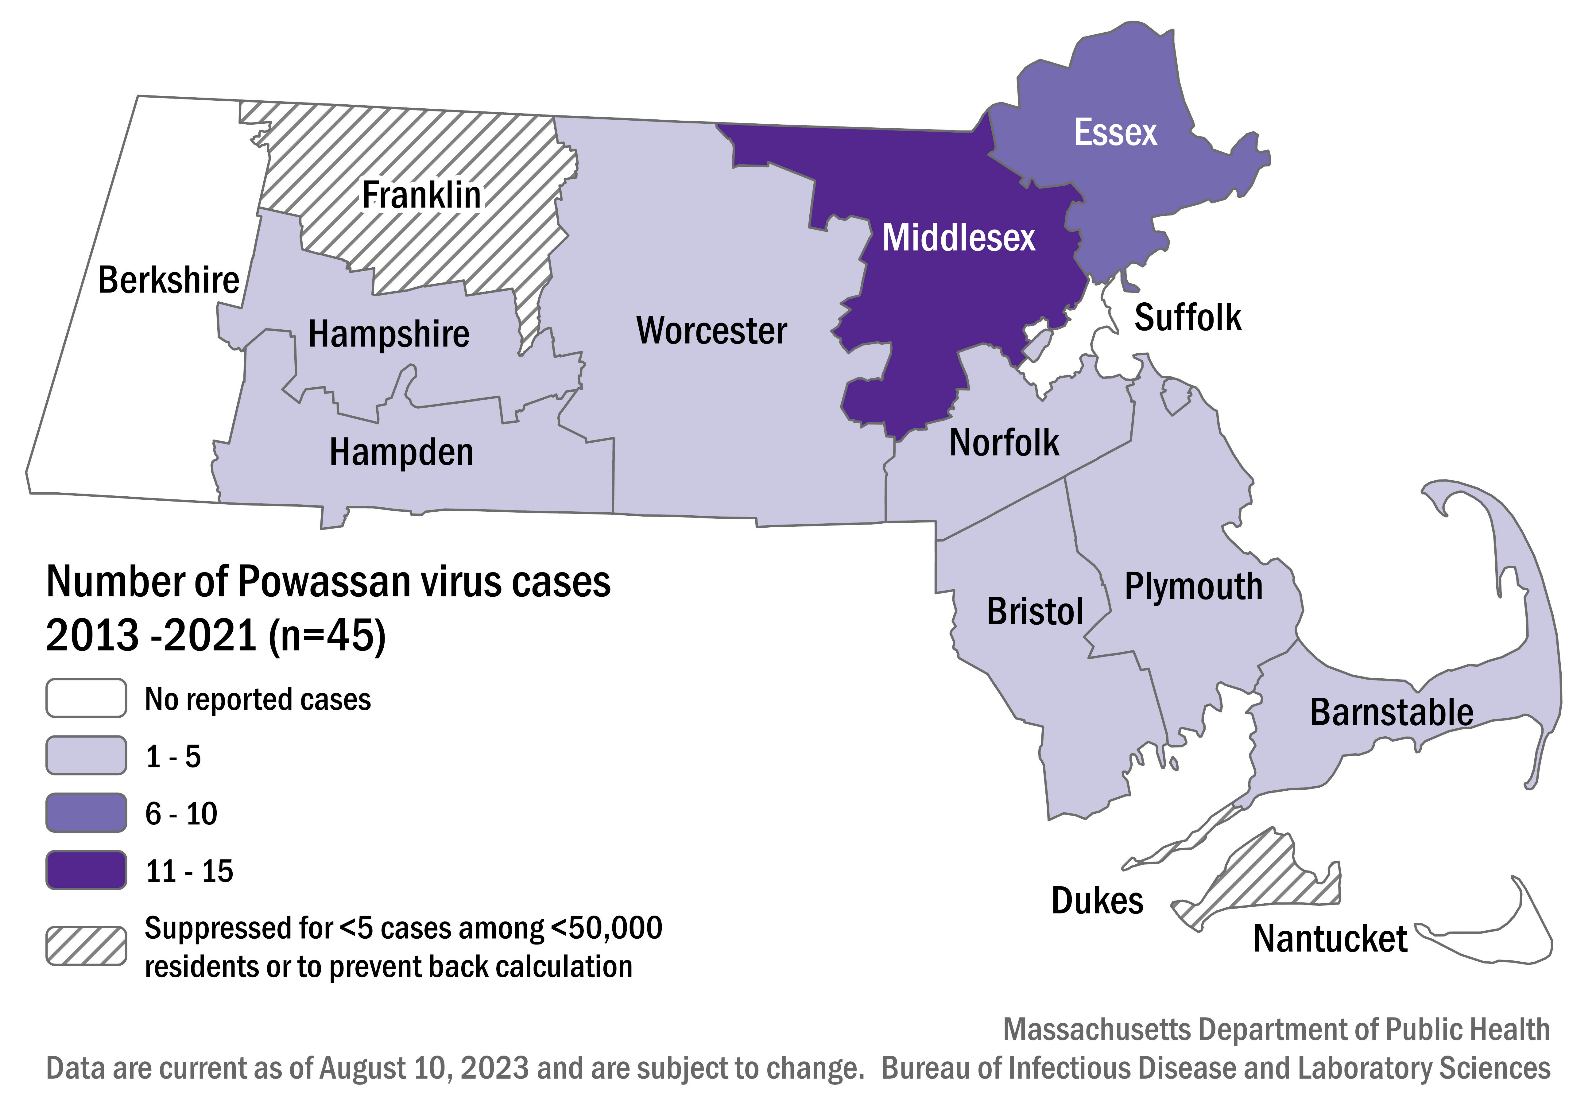 Essex
Franklin
Middlesex
Berkshire
Suffolk
Hampshire
Worcester
Norfolk
Hampden
Number of Powassan virus cases
2013 -2021 (n=45)
Plymouth
Bristol
No reported cases
Barnstable
1 - 5
6 - 10
11 - 15
Dukes
Suppressed for <5 cases among <50,000
residents or to prevent back calculation
Nantucket
Massachusetts Department of Public Health
Data are current as of August 10, 2023 and are subject to change. Bureau of Infectious Disease and Laboratory Sciences